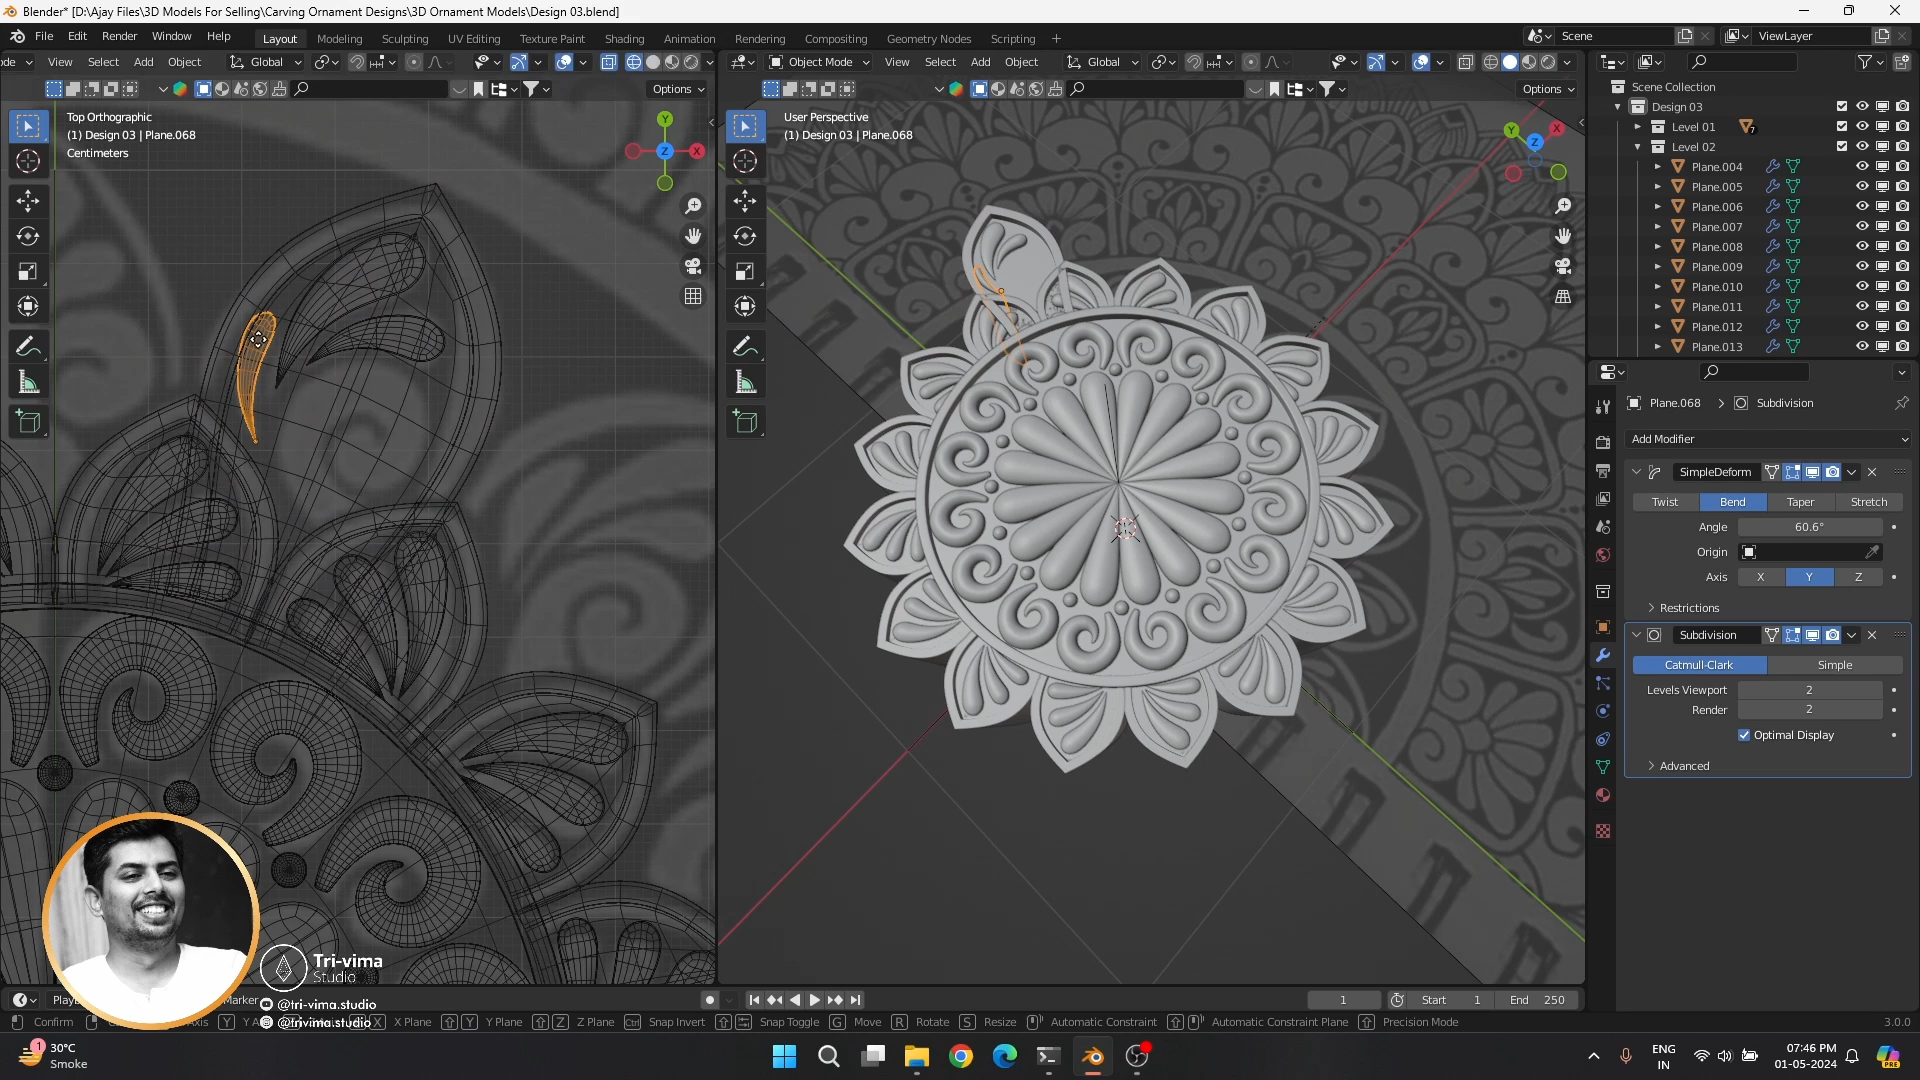 Blender* [D:\Ajay Files\3D Models For Selling\Carving Ornament Designs\3D Ornament Models\Design 03.blend]
File Edit Render Window Help
Layout Modeling Sculpting UV Editing Texture Paint Shading Animation Rendering Compositing Geometry Nodes Scripting +
Scene
ViewLayer
de View Select Add Object Global
Object Mode View Select Add Object Global
Options
Options
Top Orthographic
(1) Design 03 | Plane.068
Centimeters
User Perspective
(1) Design 03 | Plane.068
Y
X
Z
Y
X
Z
Scene Collection
Design 03
Level 01 7
Level 02
Plane.004
Plane.005
Plane.006
Plane.007
Plane.008
Plane.009
Plane.010
Plane.011
Plane.012
Plane.013
Plane.068 > Subdivision
Add Modifier
SimpleDeform
Twist Bend Taper Stretch
Angle 60.6°
Origin
Axis X Y Z
Restrictions
Subdivision
Catmull-Clark Simple
Levels Viewport 2
Render 2
Optimal Display
Advanced
Tri-vima
Studio
@tri-vima.studio
@trivima.studio
Marker
1 Start 1 End 250
Confirm X Plane Y Y Plane Z Z Plane Ctrl Snap Invert Snap Toggle G Move R Rotate S Resize Automatic Constraint Automatic Constraint Plane Precision Mode 3.0.0
1
30°C
Smoke
ENG
IN
07:46 PM
01-05-2024
PRE